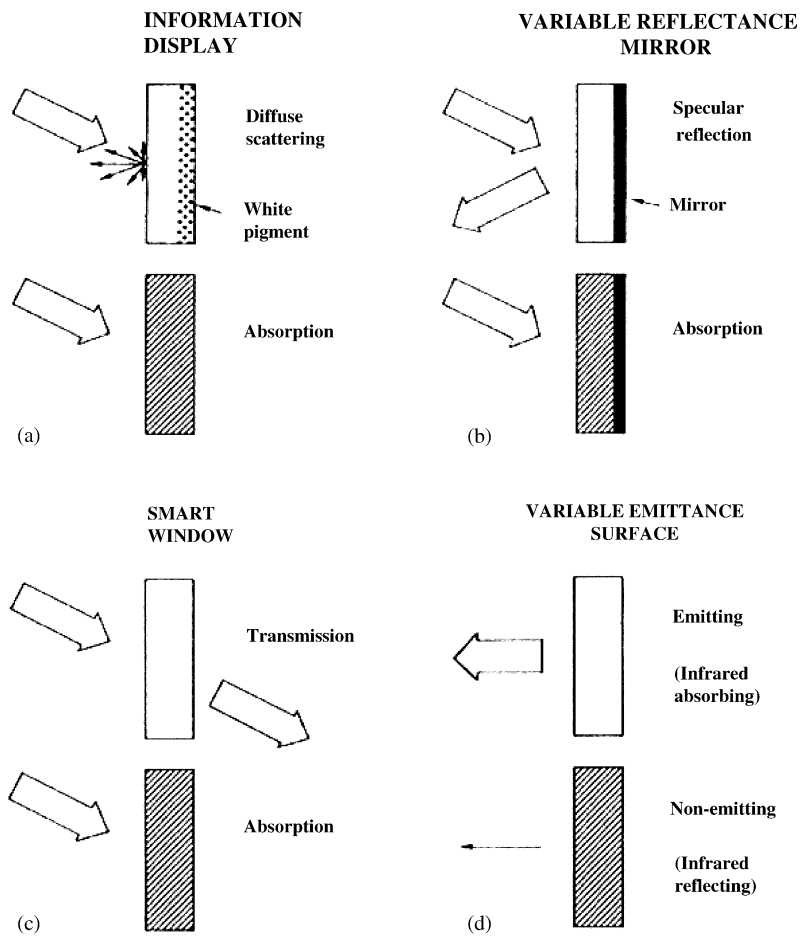 INFORMATION
DISPLAY
Diffuse
scattering
White
pigment
Absorption
(a)
VARIABLE REFLECTANCE
MIRROR
Specular
reflection
Mirror
Absorption
(b)
SMART
WINDOW
Transmission
Absorption
(c)
VARIABLE EMITTANCE
SURFACE
Emitting
(Infrared
absorbing)
Non-emitting
(Infrared
reflecting)
(d)